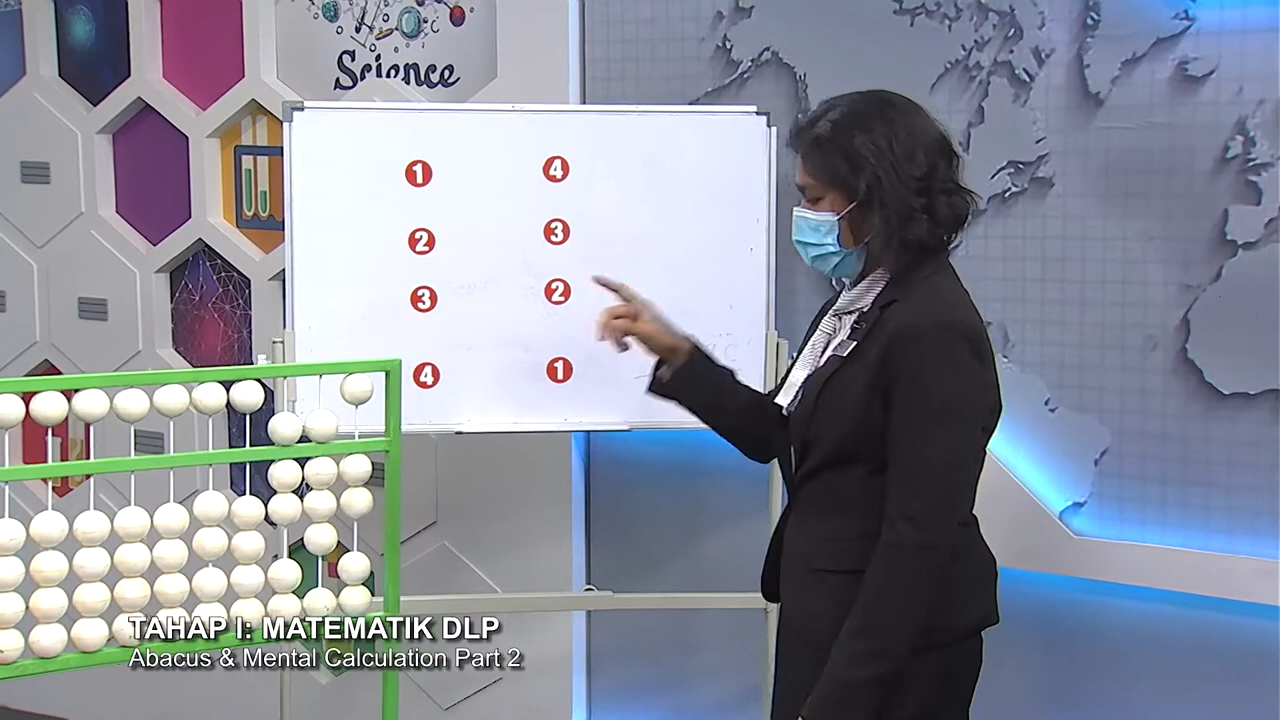 Science
1 4
2 3
3 2
4 1
TAHAP I: MATEMATIK DLP
Abacus & Mental Calculation Part 2